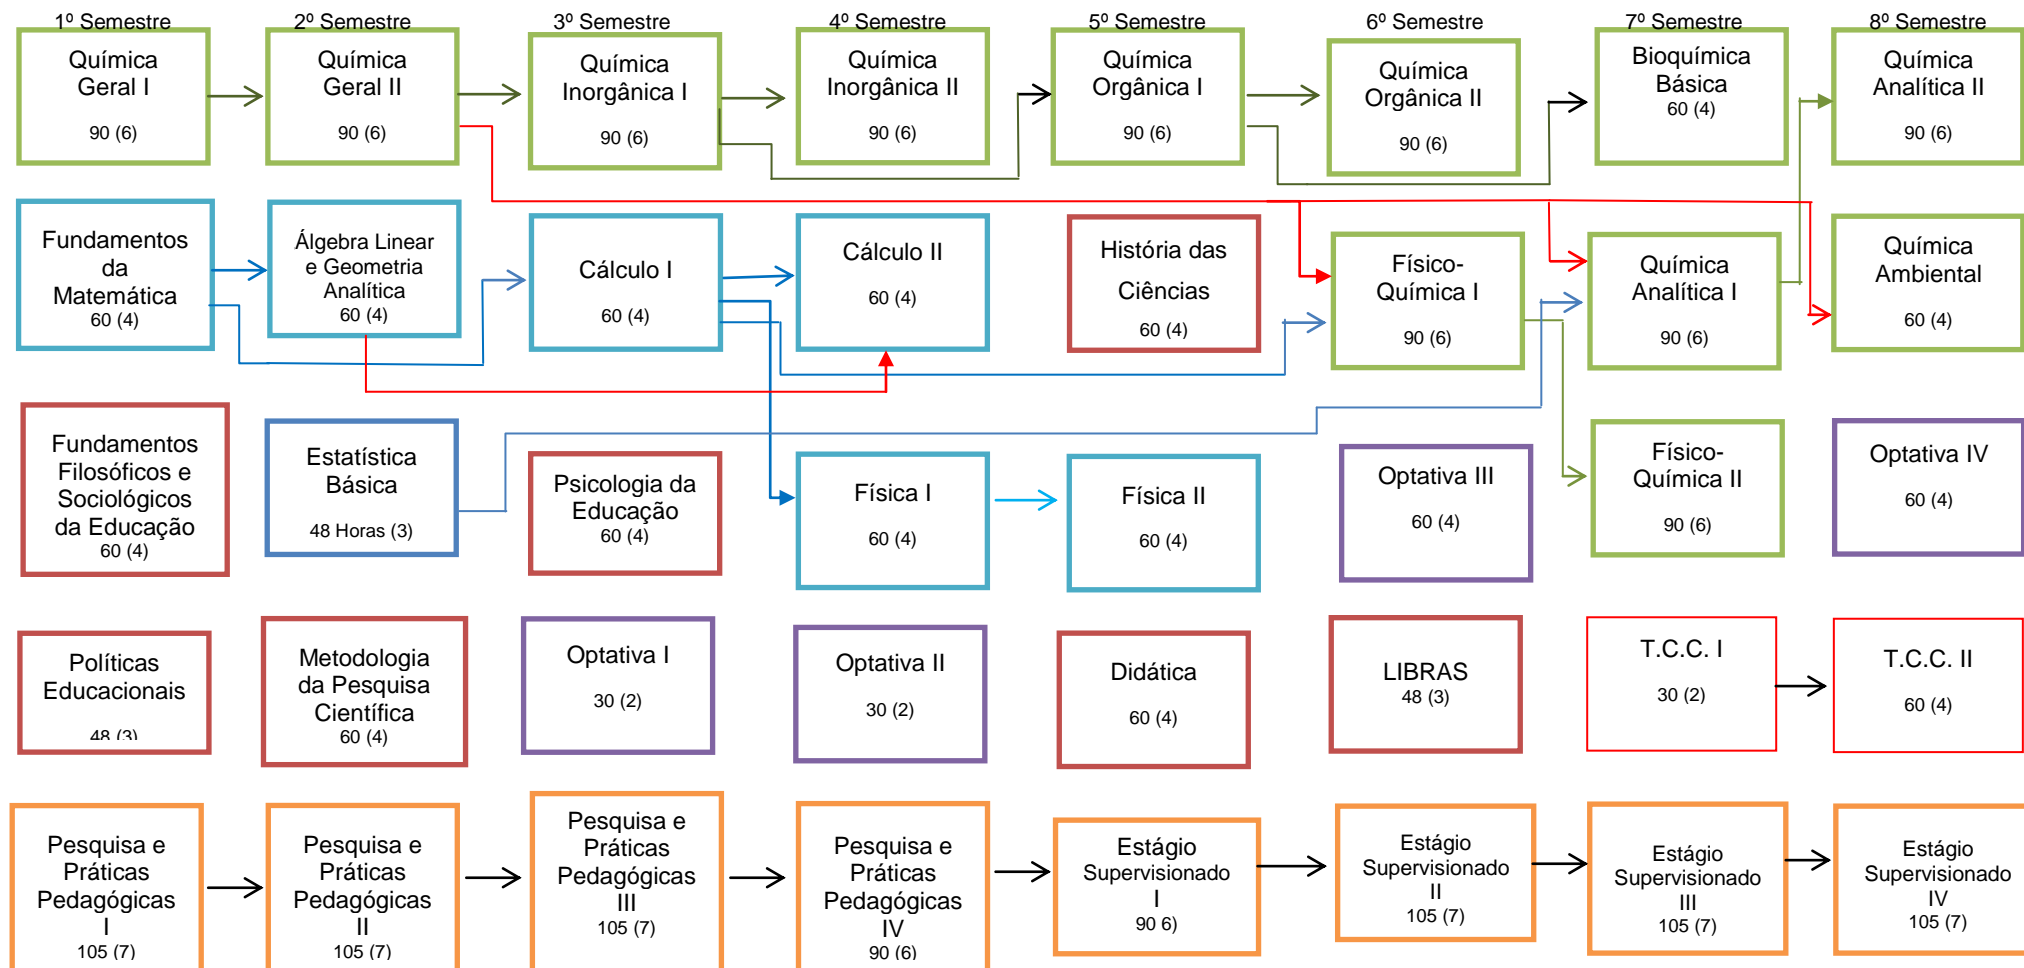 1º Semestre
2º Semestre
3º Semestre
4º Semestre
5º Semestre
6º Semestre
7º Semestre
8º Semestre
Química
Geral I
90 (6)
Química
Geral II
90 (6)
Química
Inorgânica I
90 (6)
Química
Inorgânica II
90 (6)
Química
Orgânica I
90 (6)
Química
Orgânica II
90 (6)
Bioquímica
Básica
60 (4)
Química
Analítica II
90 (6)
Fundamentos
da
Matemática
60 (4)
Álgebra Linear
e Geometria
Analítica
60 (4)
Cálculo I
60 (4)
Cálculo II
60 (4)
História das
Ciências
60 (4)
Físico-
Química I
90 (6)
Química
Analítica I
90 (6)
Química
Ambiental
60 (4)
Fundamentos
Filosóficos e
Sociológicos
da Educação
60 (4)
Estatística
Básica
48 Horas (3)
Psicologia da
Educação
60 (4)
Física I
60 (4)
Física II
60 (4)
Optativa III
60 (4)
Físico-
Química II
90 (6)
Optativa IV
60 (4)
Políticas
Educacionais
48 (3)
Metodologia
da Pesquisa
Científica
60 (4)
Optativa I
30 (2)
Optativa II
30 (2)
Didática
60 (4)
LIBRAS
48 (3)
T.C.C. I
30 (2)
T.C.C. II
60 (4)
Pesquisa e
Práticas
Pedagógicas
I
105 (7)
Pesquisa e
Práticas
Pedagógicas
II
105 (7)
Pesquisa e
Práticas
Pedagógicas
III
105 (7)
Pesquisa e
Práticas
Pedagógicas
IV
90 (6)
Estágio
Supervisionado
I
90 6)
Estágio
Supervisionado
II
105 (7)
Estágio
Supervisionado
III
105 (7)
Estágio
Supervisionado
IV
105 (7)